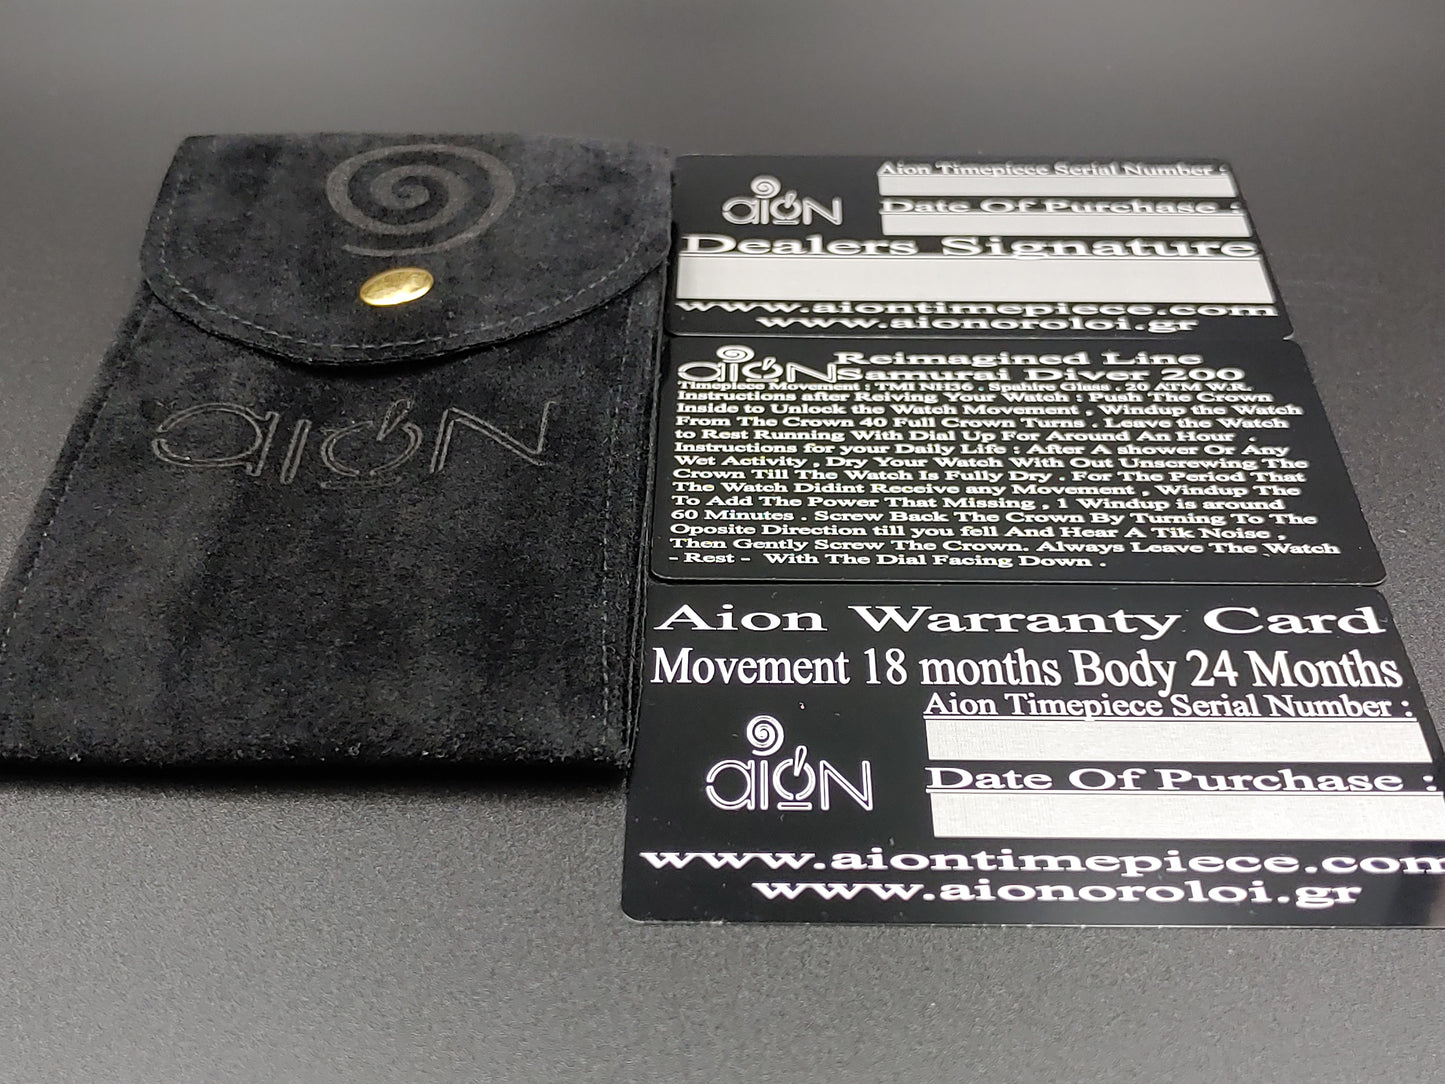 aION
aION
Aion Timepiece Serial Number :
Date Of Purchase :
Dealers Signature
www.aiontimepiece.com
www.aionoroloi.gr
aION
Reimagined Line
Samurai Diver 200
Timepiece Movement : TMI NH36 . Spahire Glass . 20 ATM W.R.
Instructions after Reiving Your Watch : Push The Crown
Inside to Unlock the Watch Movement , Windup the Watch
From The Crown 40 Full Crown Turns . Leave the Watch
to Rest Running With Dial Up For Around An Hour .
Instructions for your Daily Life : After A shower Or Any
Wet Activity , Dry Your Watch With Out Unscrewing The
Crown Till The Watch Is Fully Dry . For The Period That
The Watch Didint Receive any Movement , Windup The
To Add The Power That Missing , 1 Windup is around
60 Minutes . Screw Back The Crown By Turning To The
Oposite Direction till you fell And Hear A Tik Noise ,
Then Gently Screw The Crown. Always Leave The Watch
- Rest - With The Dial Facing Down .
Aion Warranty Card
Movement 18 months Body 24 Months
Aion Timepiece Serial Number :
aION
Date Of Purchase :
www.aiontimepiece.com
www.aionoroloi.gr